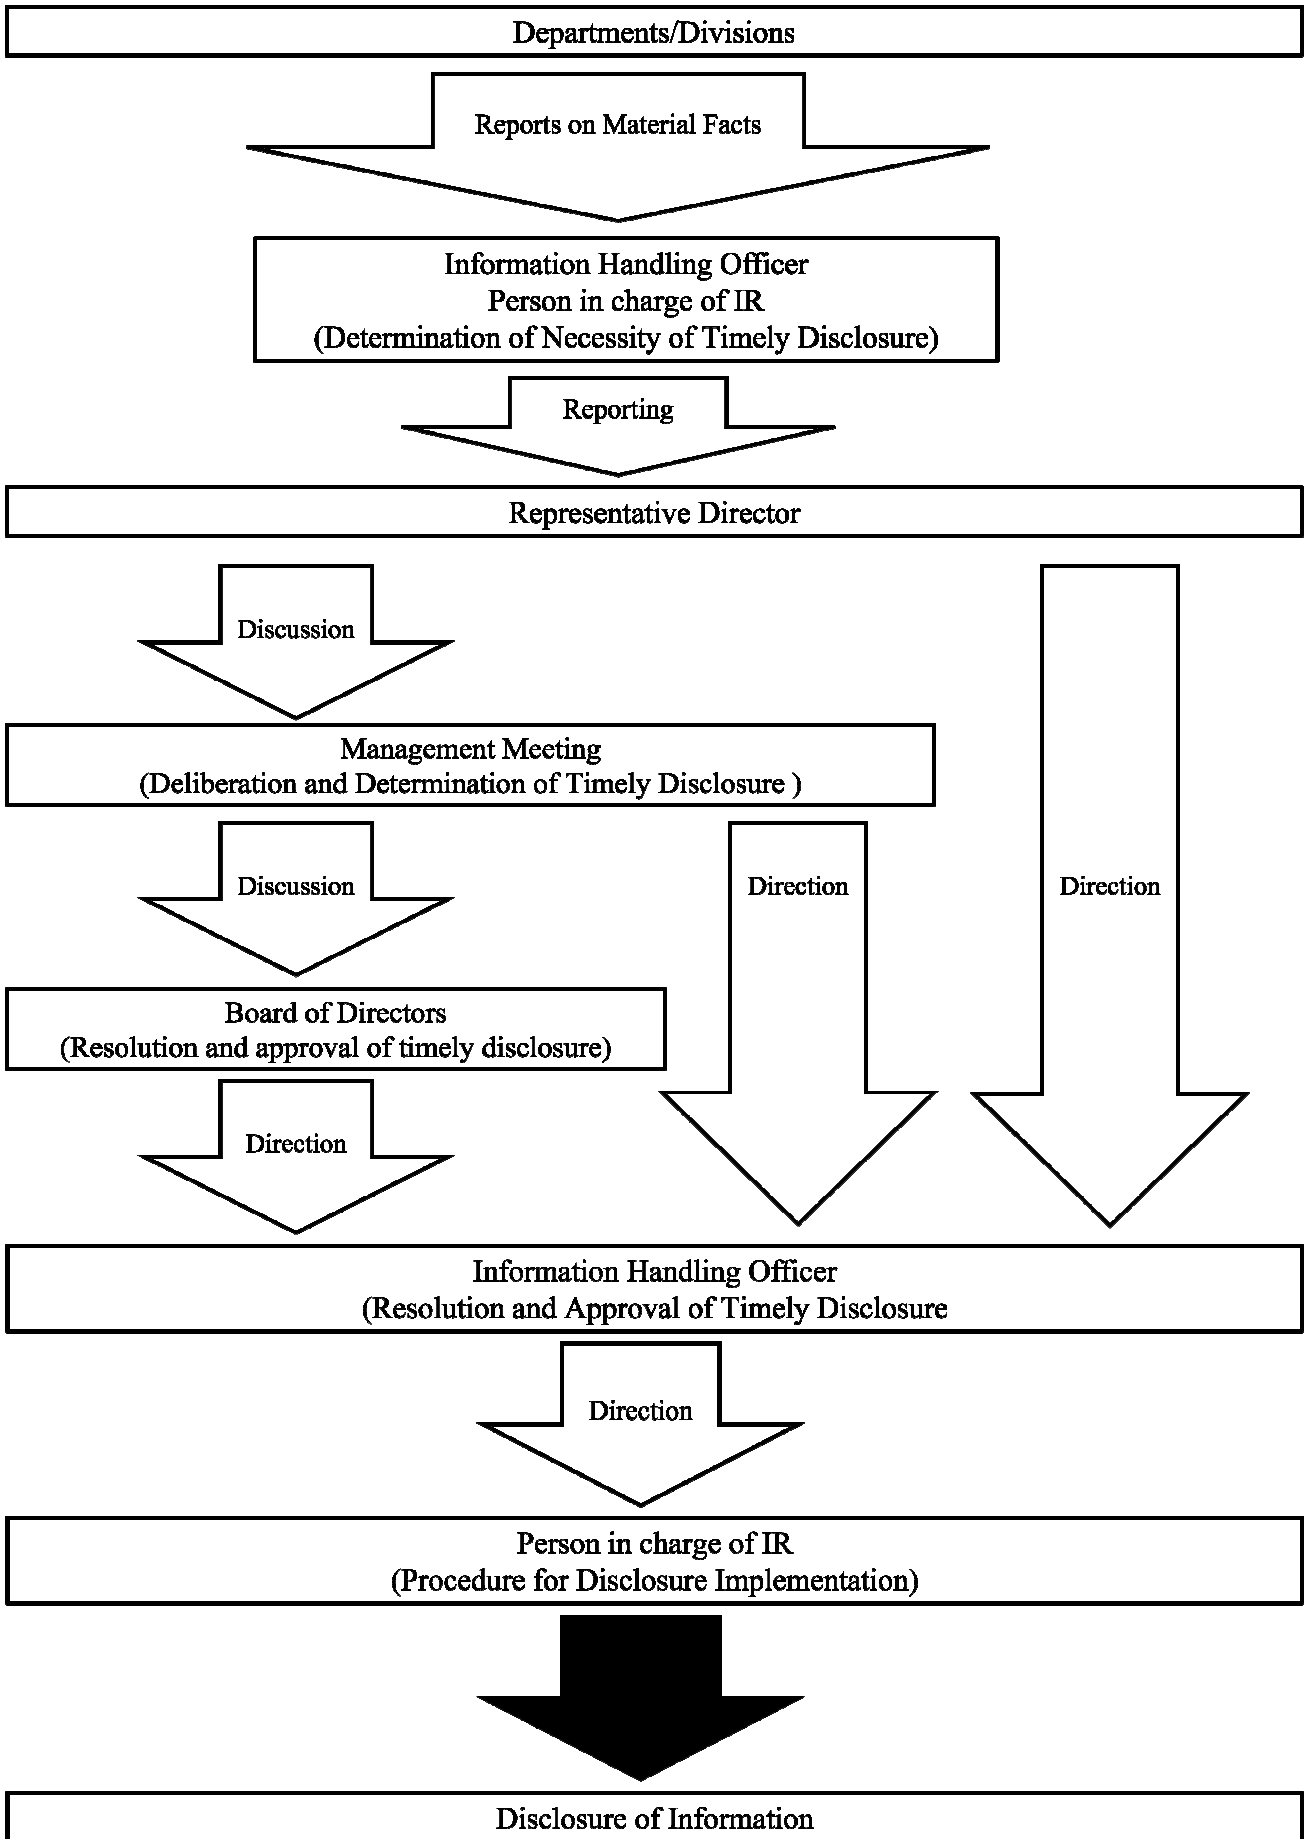 Departments/Divisions
Reports on Material Facts
Information Handling Officer
Person in charge of IR
(Determination of Necessity of Timely Disclosure)
Reporting
Representative Director
Discussion
Management Meeting
(Deliberation and Determination of Timely Disclosure )
Discussion
Direction
Direction
Board of Directors
(Resolution and approval of timely disclosure)
Direction
Information Handling Officer
(Resolution and Approval of Timely Disclosure
Direction
Person in charge of IR
(Procedure for Disclosure Implementation)
Disclosure of Information